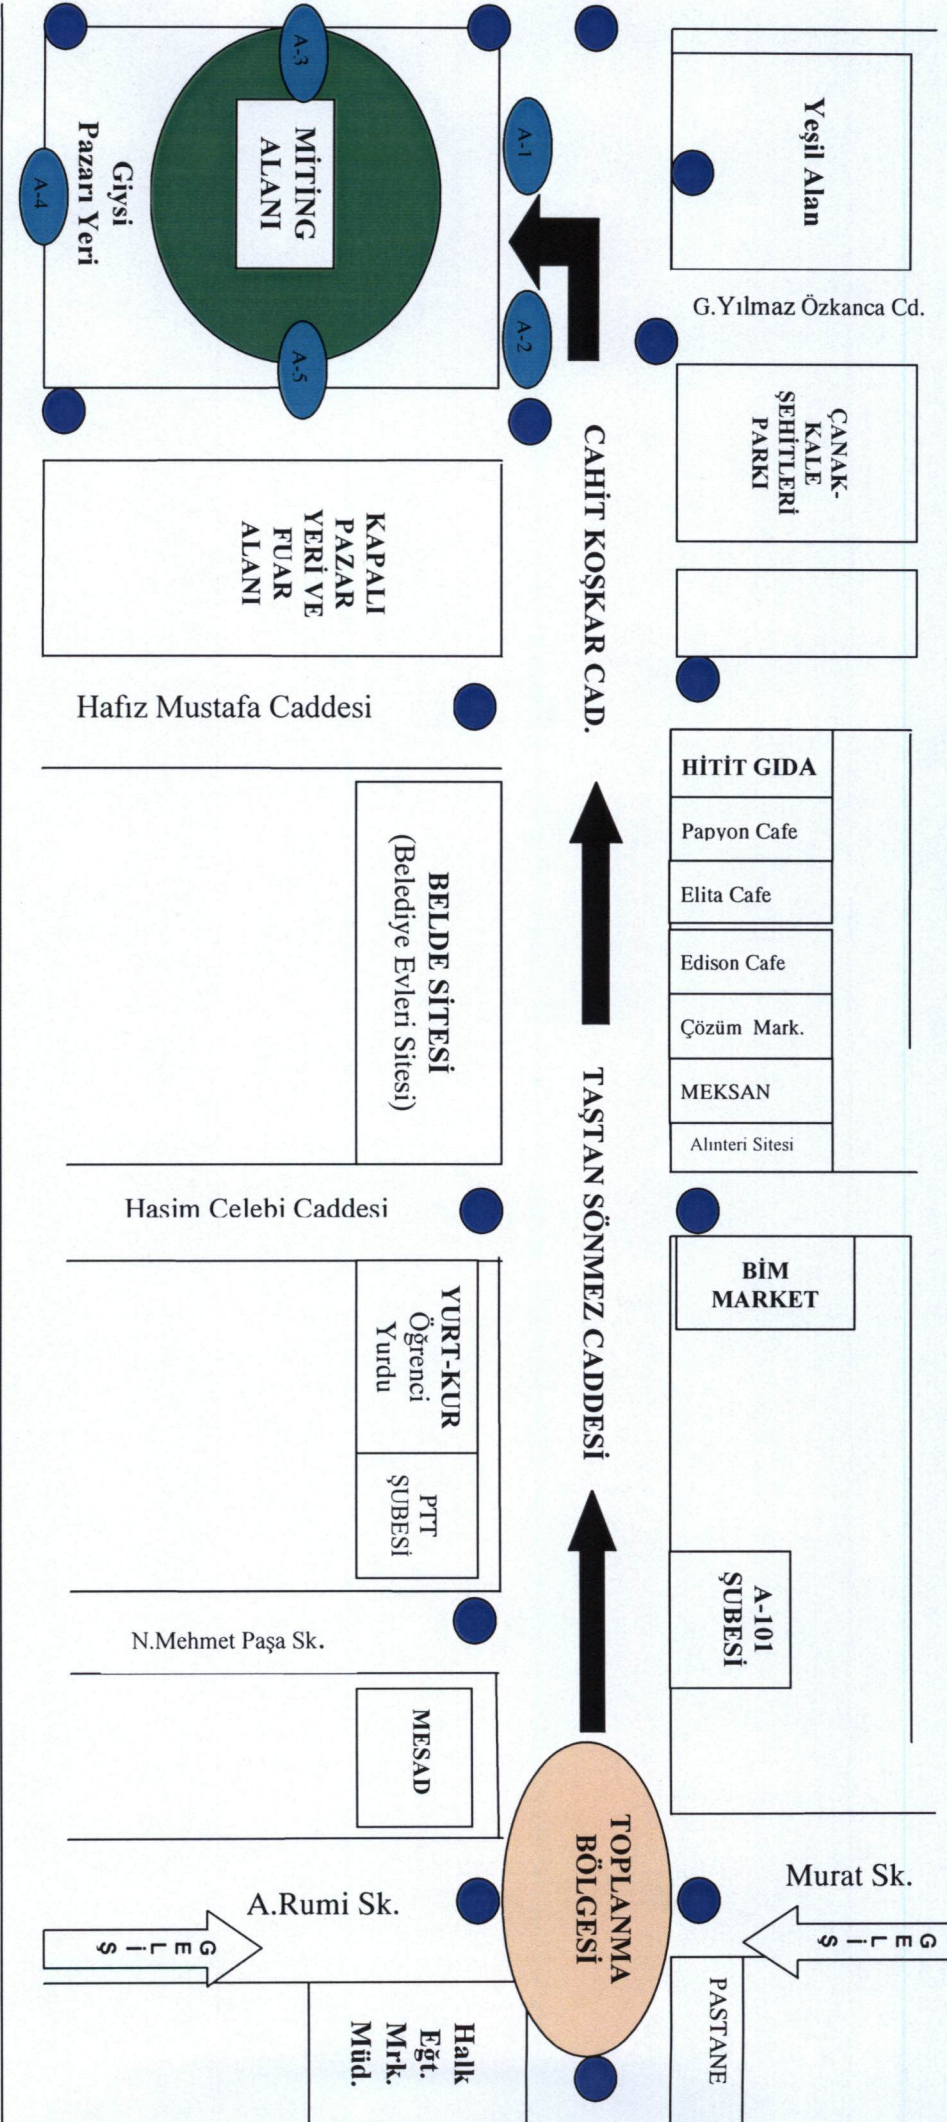 A-3
MİTİNG
ALANI
Giysi
Pazarı Yeri
A-4
A-5
A-1
A-2
Yeşil Alan
G.Yılmaz Özkanca Cd.
ÇANAK-
KALE
ŞEHİTLERİ
PARKI
CAHİT KOŞKAR CAD.
KAPALI
PAZAR
YERİ VE
FUAR
ALANI
Hafız Mustafa Caddesi
HİTİT GIDA
Papyon Cafe
Elita Cafe
Edison Cafe
Çözüm Mark.
MEKSAN
Alınteri Sitesi
BELDE SİTESİ
(Belediye Evleri Sitesi)
TAŞTAN SÖNMEZ CADDESİ
Hasim Celebi Caddesi
BİM
MARKET
YURT-KUR
Öğrenci
Yurdu
PTT
ŞUBESİ
A-101
ŞUBESİ
N.Mehmet Paşa Sk.
MESAD
TOPLANMA
BÖLGESİ
Murat Sk.
A.Rumi Sk.
GELİŞ
GELİŞ
PASTANE
Halk
Eğt.
Mrk.
Müd.